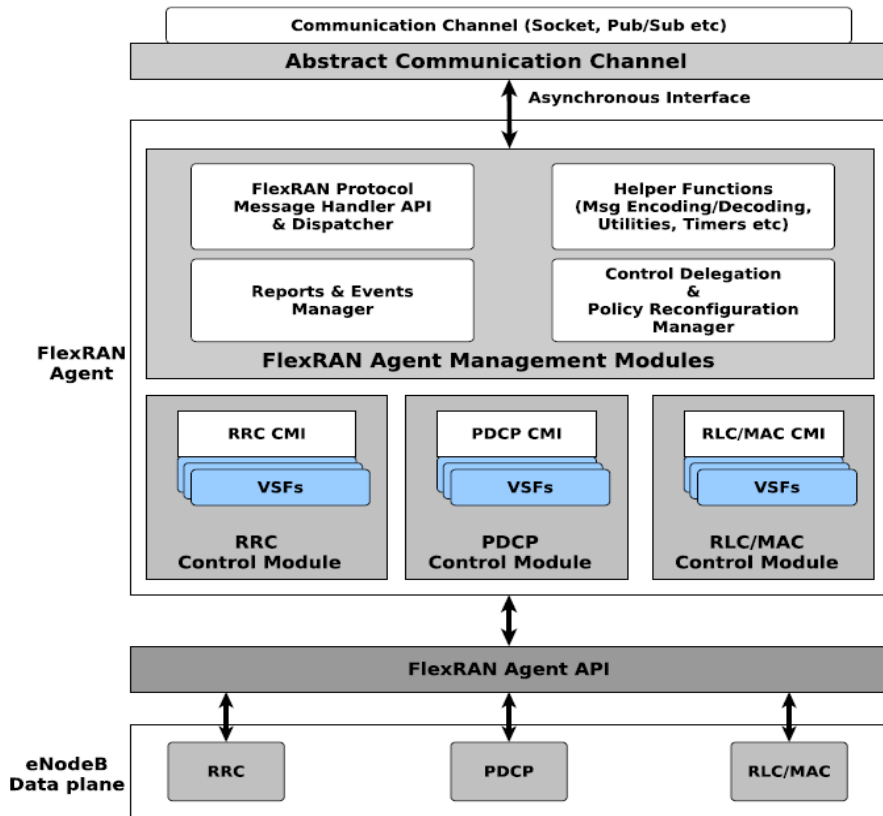 Communication Channel (Socket, Pub/Sub etc)
Abstract Communication Channel
Asynchronous Interface
FlexRAN Protocol
Message Handler API
& Dispatcher
Helper Functions
(Msg Encoding/Decoding,
Utilities, Timers etc)
Reports & Events
Manager
Control Delegation
&
Policy Reconfiguration
Manager
FlexRAN Agent Management Modules
FlexRAN
Agent
RRC CMI
VSFs
RRC
Control Module
PDCP CMI
VSFs
PDCP
Control Module
RLC/MAC CMI
VSFs
RLC/MAC
Control Module
FlexRAN Agent API
eNodeB
Data plane
RRC
PDCP
RLC/MAC